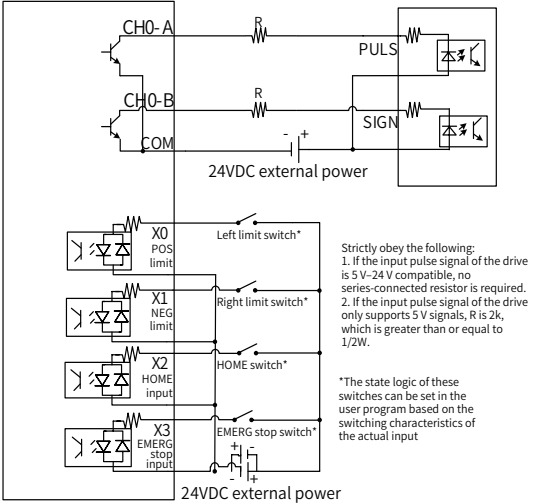 CH0-A
R
PULS
CH0-B
R
SIGN
COM
- +
24VDC external power
X0
POS
limit
Left limit switch*
X1
NEG
limit
Right limit switch*
X2
HOME
input
HOME switch*
X3
EMERG
stop
input
EMERG stop switch*
+ -
- +
24VDC external power
Strictly obey the following:
1. If the input pulse signal of the drive
is 5 V–24 V compatible, no
series-connected resistor is required.
2. If the input pulse signal of the drive
only supports 5 V signals, R is 2k,
which is greater than or equal to
1/2W.
*The state logic of these
switches can be set in the
user program based on the
switching characteristics of
the actual input